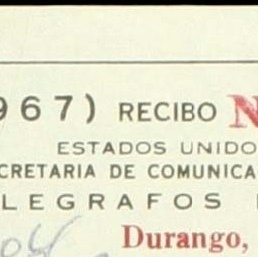 967) RECIBO N
ESTADOS UNIDO
CRETARIA DE COMUNICA
LEGRAFOS
Durango,